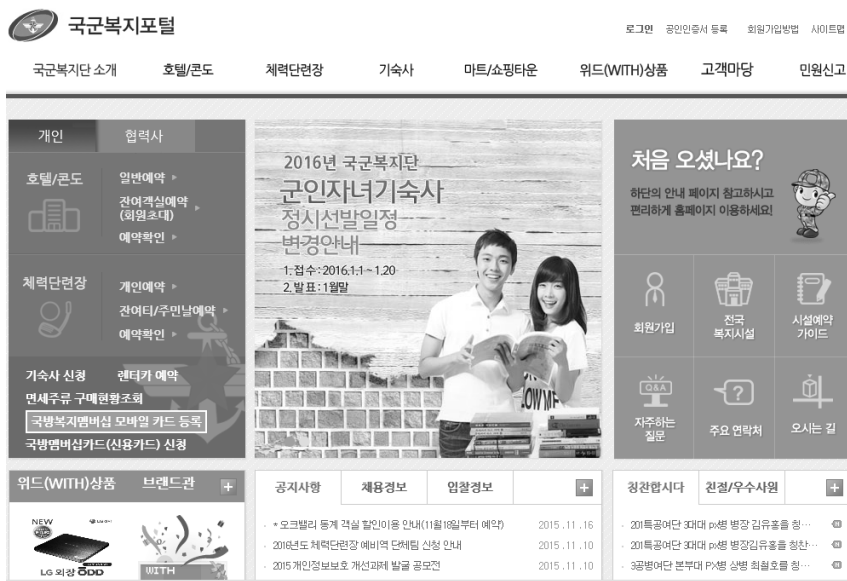 국군복지포털
로그인 공인인증서 등록 회원가입방법 사이트맵
국군복지단 소개 호텔/콘도 체력단련장 기숙사 마트/쇼핑타운 위드(WITH)상품 고객마당 민원신고
개인 협력사
호텔/콘도
일반예약
잔여객실예약
(회원초대)
예약확인
체력단련장
개인예약
잔여티/주민날예약
예약확인
기숙사 신청 렌터카 예약
면세주류 구매현황조회
국방복지멤버십 모바일 카드 등록
국방멤버십카드(신용카드) 신청
2016년 국군복지단
군인자녀기숙사
정시선발일정
변경안내
1.접수:2016.1.1~1.20
2.발표:1월말
처음 오셨나요?
하단의 안내 페이지 참고하시고
편리하게 홈페이지 이용하세요!
회원가입
전국
복지시설
시설예약
가이드
Q&A
자주하는
질문
주요 연락처
오시는 길
위드(WITH)상품 브랜드관
NEW
LG 외장 ODD
WITH
공지사항 채용경보 입찰경보
* 오크밸리 동계 객실 할인이용 안내(11월18일부터 예약) 2015.11.16
2016년도 체력단련장 예비역 단체팀 신청 안내 2015.11.10
2015 개인정보보호 개선과제 발굴 공모전 2015.11.10
칭찬합시다 친절/우수사원
201특공여단 3대대 px병 병장 김유홍을 칭…
201특공여단 3대대 px병 병장김유홍을 칭찬…
3공병여단 본부대 PX병 상병 최철호를 칭…